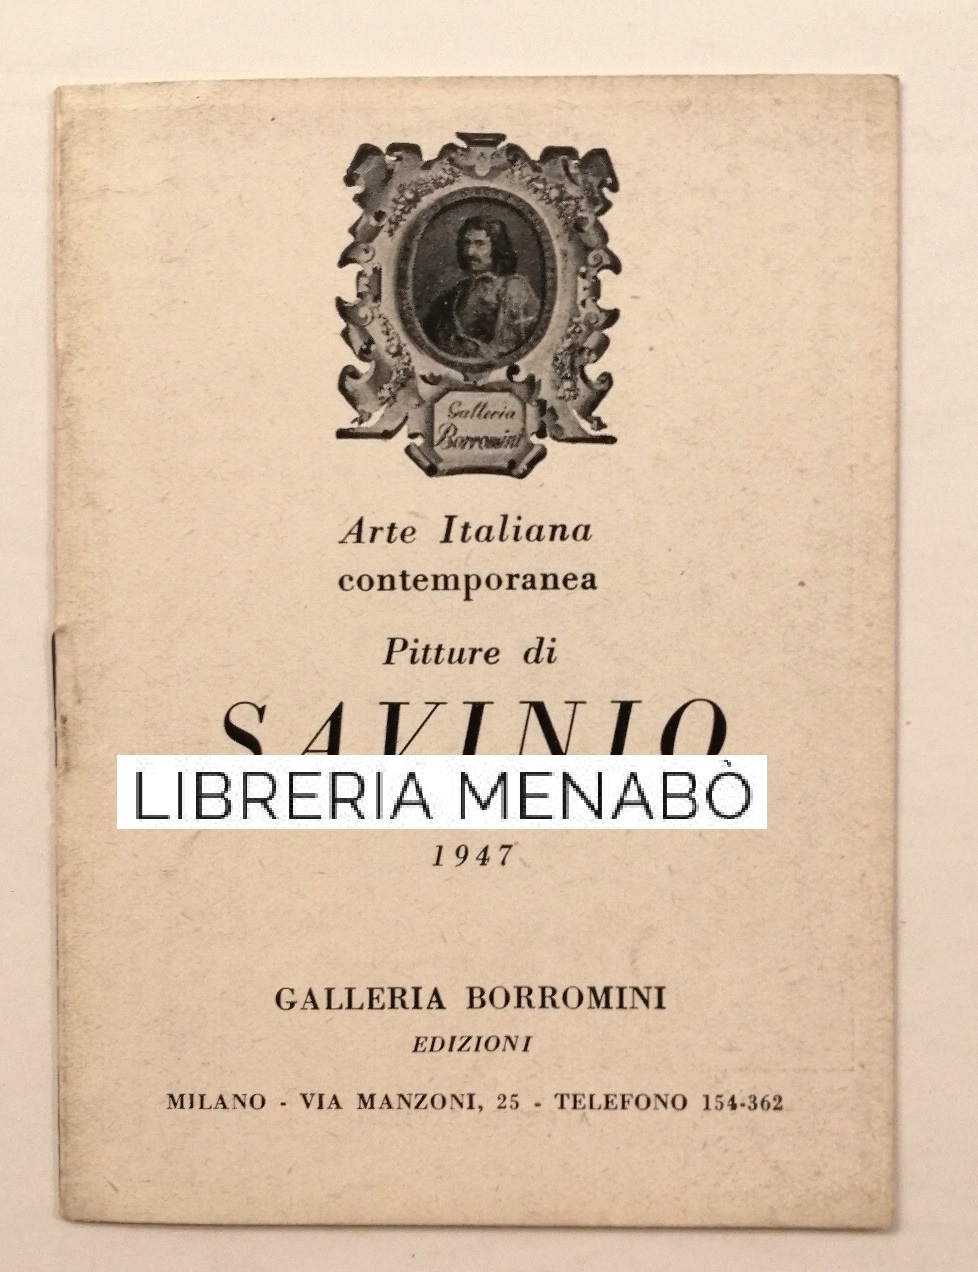 Galleria
Borromini
Arte Italiana
contemporanea
Pitture di
SAVINIO
LIBRERIA MENABÒ
1947
GALLERIA BORROMINI
EDIZIONI
MILANO - VIA MANZONI, 25 - TELEFONO 154-362